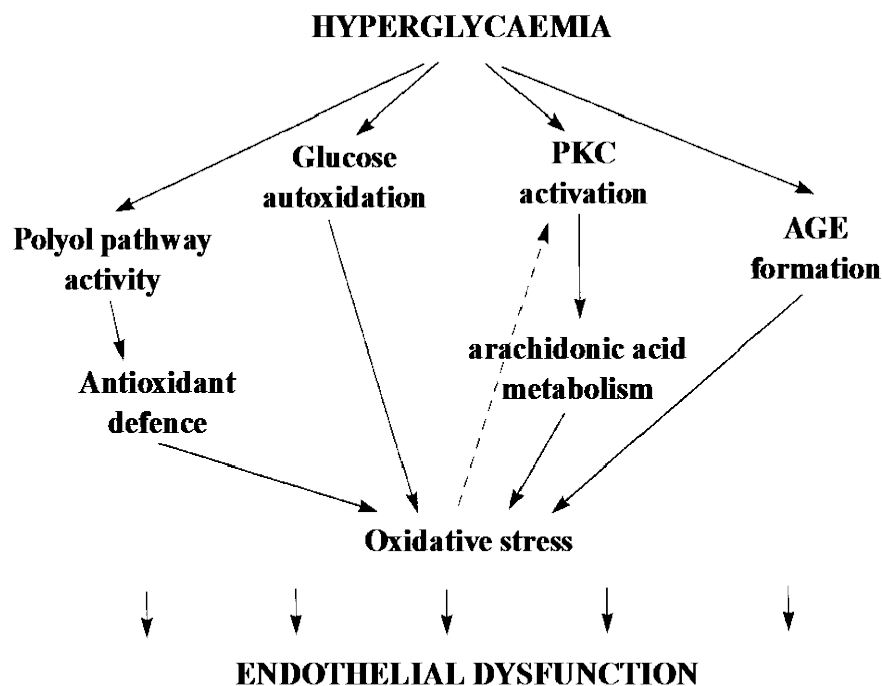 HYPERGLYCAEMIA
Glucose
autoxidation
PKC
activation
Polyol pathway
activity
AGE
formation
Antioxidant
defence
arachidonic acid
metabolism
Oxidative stress
ENDOTHELIAL DYSFUNCTION